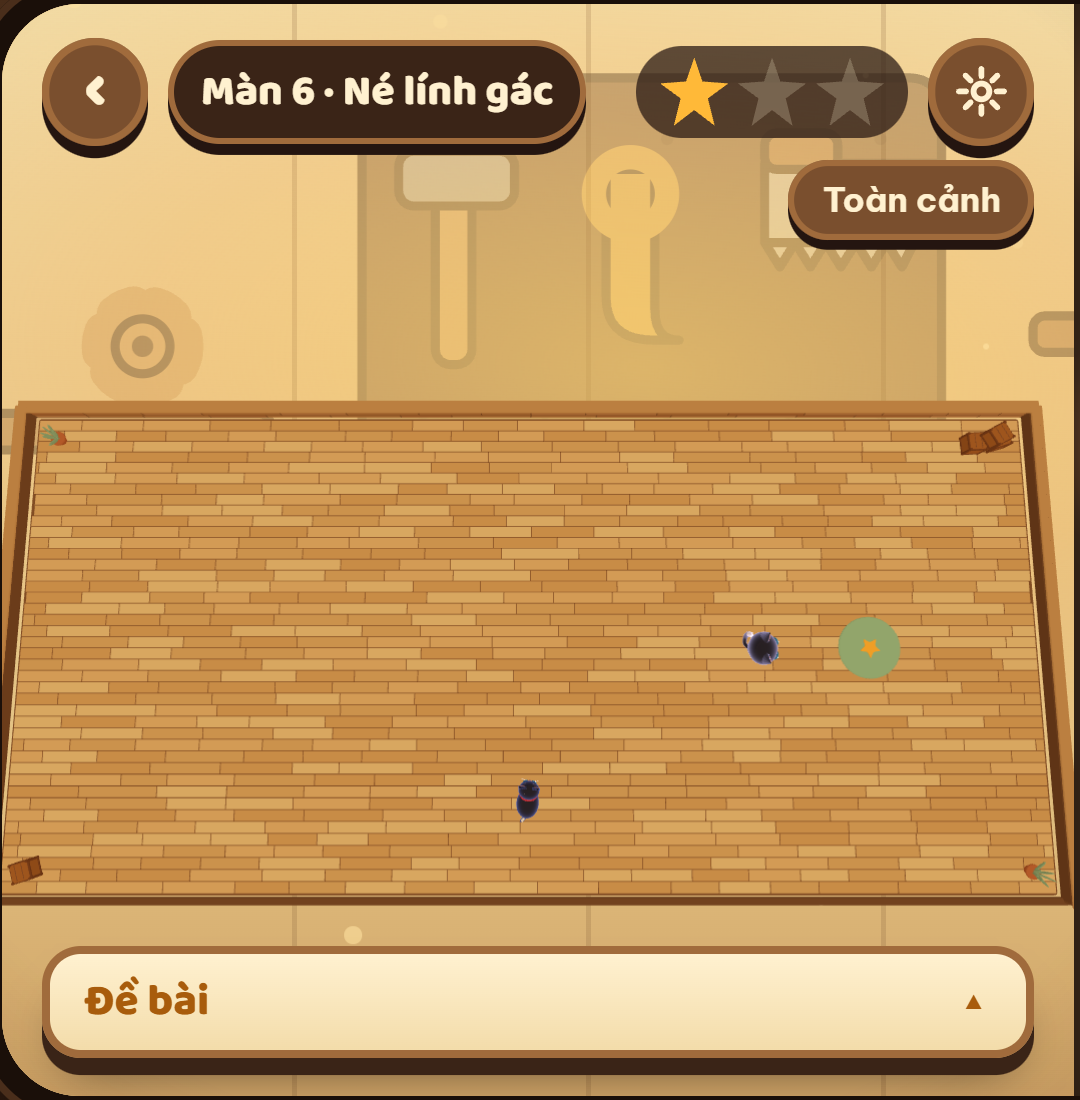 Màn 6 • Né lính gác
Toàn cảnh
Đề bài